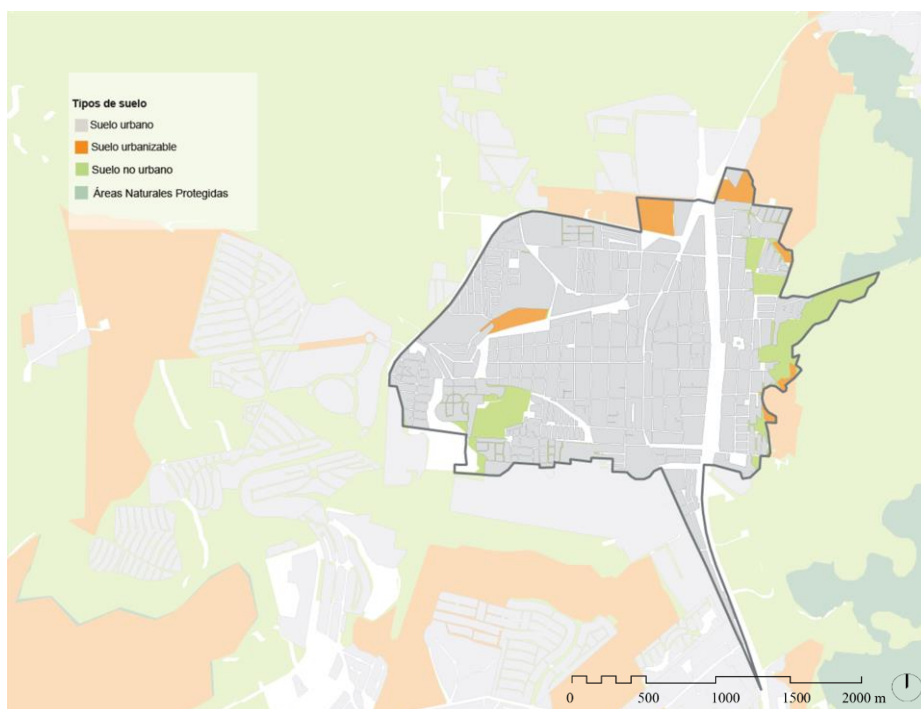 Tipos de suelo
Suelo urbano
Suelo urbanizable
Suelo no urbano
Áreas Naturales Protegidas
0 500 1000 1500 2000 m